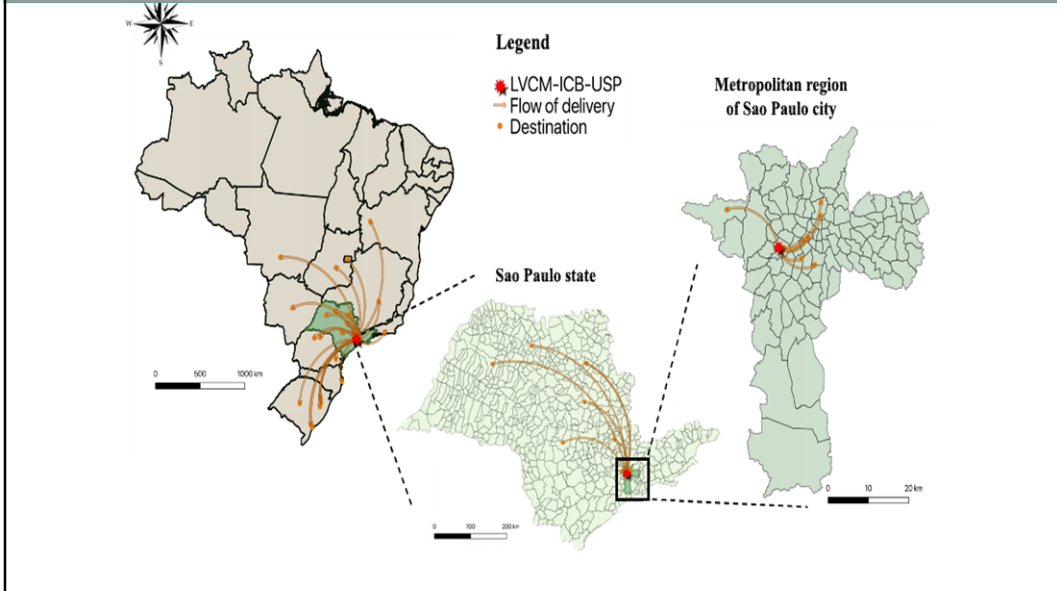 N
W
E
S
Legend
LVCM-ICB-USP
Flow of delivery
Destination
Metropolitan region
of Sao Paulo city
Sao Paulo state
0 500 1000 km
0 100 200 km
0 10 20 km